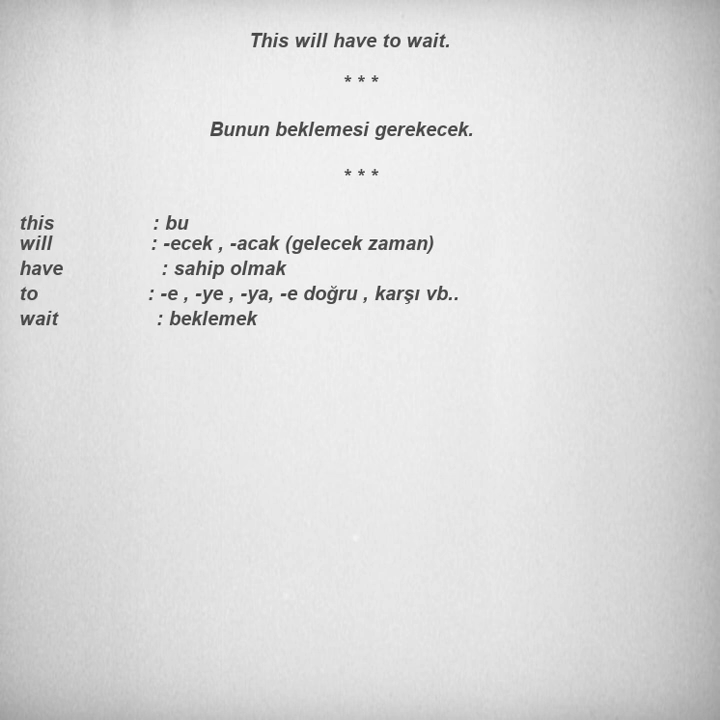 This will have to wait.
* * *
Bunun beklemesi gerekecek.
* * *
this : bu
will : -ecek , -acak (gelecek zaman)
have : sahip olmak
to : -e , -ye , -ya, -e doğru , karşı vb..
wait : beklemek